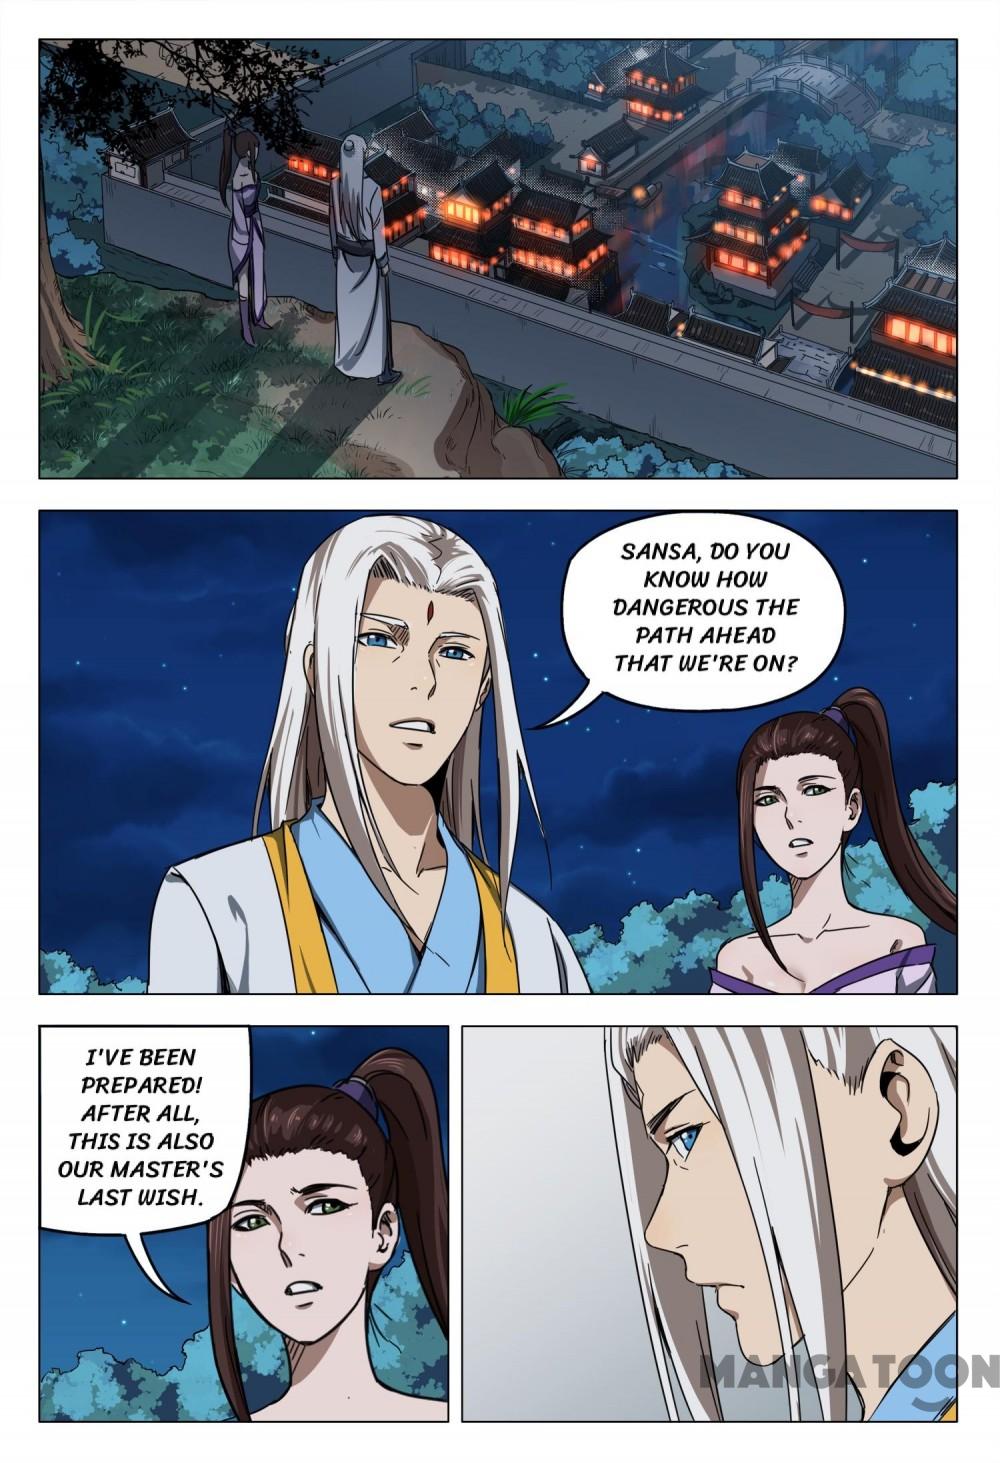 SANSA, DO YOU
KNOW HOW
DANGEROUS THE
PATH AHEAD
THAT WE'RE ON?
I'VE BEEN
PREPARED!
AFTER ALL,
THIS IS ALSO
OUR MASTER'S
LAST WISH.
MANGATOON